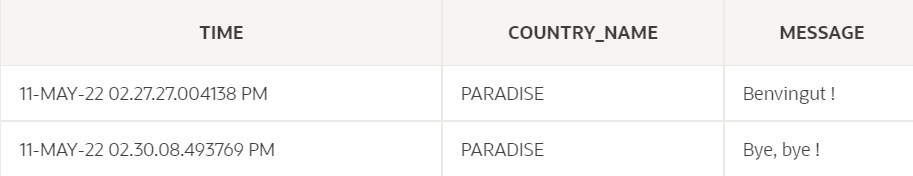 TIME COUNTRY_NAME MESSAGE
11-MAY-22 02.27.27.004138 PM PARADISE Benvingut !
11-MAY-22 02.30.08.493769 PM PARADISE Bye, bye !